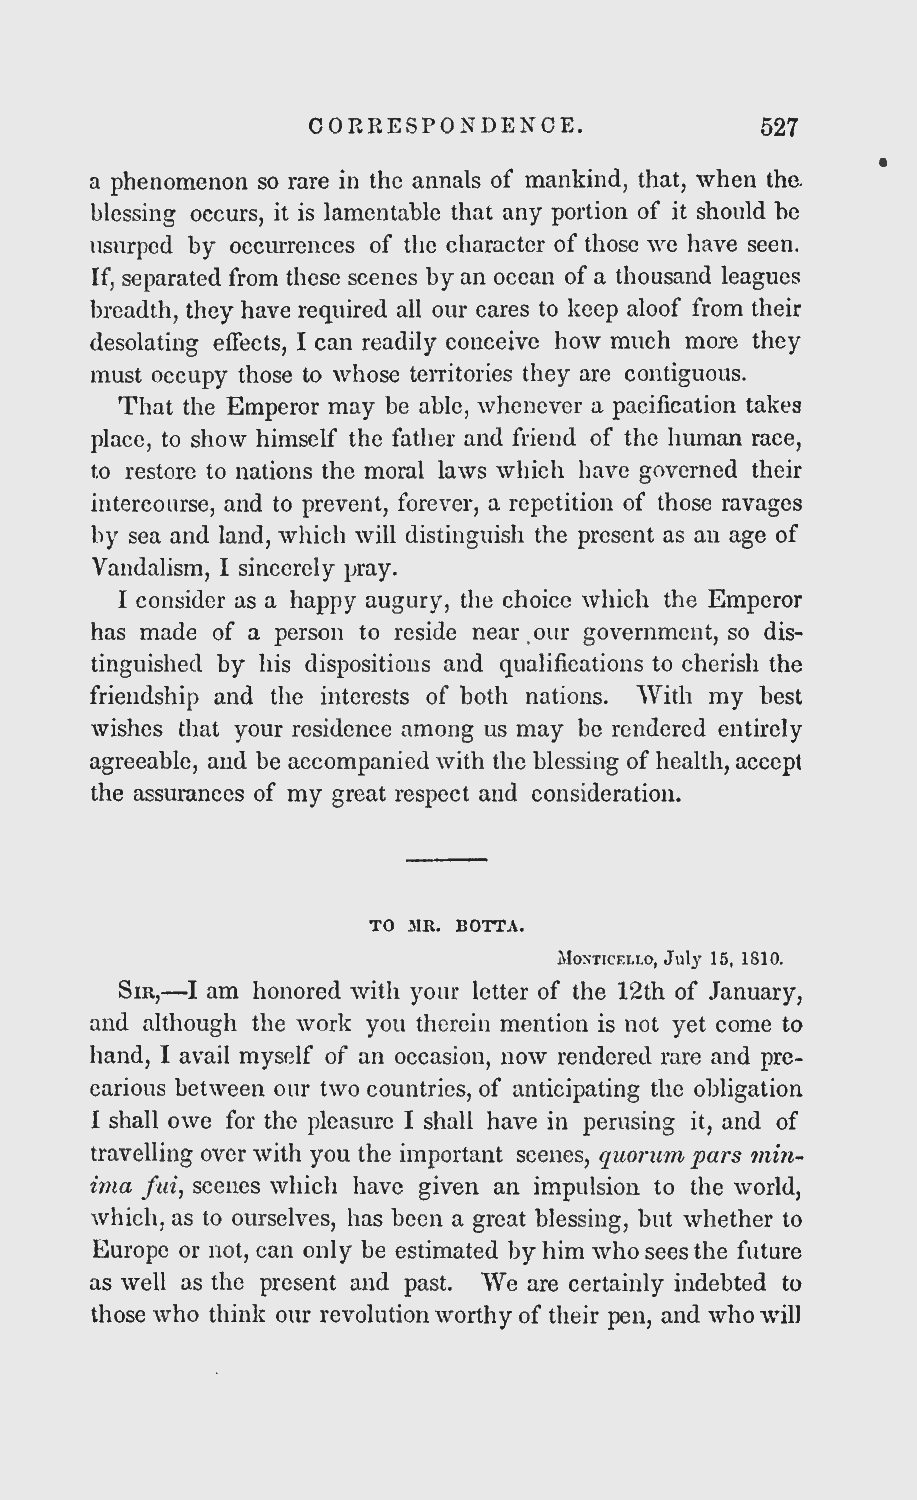 CORRESPONDENCE. 527
a phenomenon so rare in the annals of mankind, that, when the
blessing occurs, it is lamentable that any portion of it should be
usurped by occurrences of the character of those we have seen.
If, separated from these scenes by an ocean of a thousand leagues
breadth, they have required all our cares to keep aloof from their
desolating effects, I can readily conceive how much more they
must occupy those to whose territories they are contiguous.
That the Emperor may be able, whenever a pacification takes
place, to show himself the father and friend of the human race,
to restore to nations the moral laws which have governed their
intercourse, and to prevent, forever, a repetition of those ravages
by sea and land, which will distinguish the present as an age of
Vandalism, I sincerely pray.
I consider as a happy augury, the choice which the Emperor
has made of a person to reside near our government, so dis-
tinguished by his dispositions and qualifications to cherish the
friendship and the interests of both nations. With my best
wishes that your residence among us may be rendered entirely
agreeable, and be accompanied with the blessing of health, accept
the assurances of my great respect and consideration.
TO MR. BOTTA.
Monticello, July 15, 1810.
Sir,—I am honored with your letter of the 12th of January,
and although the work you therein mention is not yet come to
hand, I avail myself of an occasion, now rendered rare and pre-
carious between our two countries, of anticipating the obligation
I shall owe for the pleasure I shall have in perusing it, and of
travelling over with you the important scenes, quorum pars min-
ima fui, scenes which have given an impulsion to the world,
which, as to ourselves, has been a great blessing, but whether to
Europe or not, can only be estimated by him who sees the future
as well as the present and past. We are certainly indebted to
those who think our revolution worthy of their pen, and who will